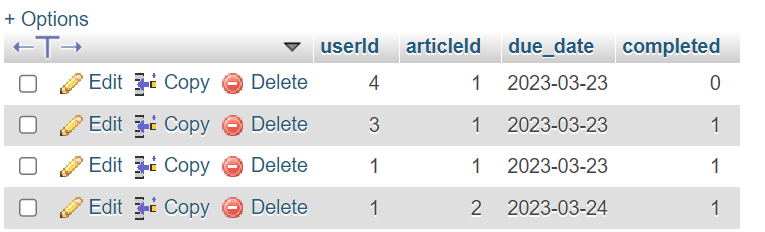 + Options
←T→ userId articleId due_date completed
Edit Copy Delete 4 1 2023-03-23 0
Edit Copy Delete 3 1 2023-03-23 1
Edit Copy Delete 1 1 2023-03-23 1
Edit Copy Delete 1 2 2023-03-24 1